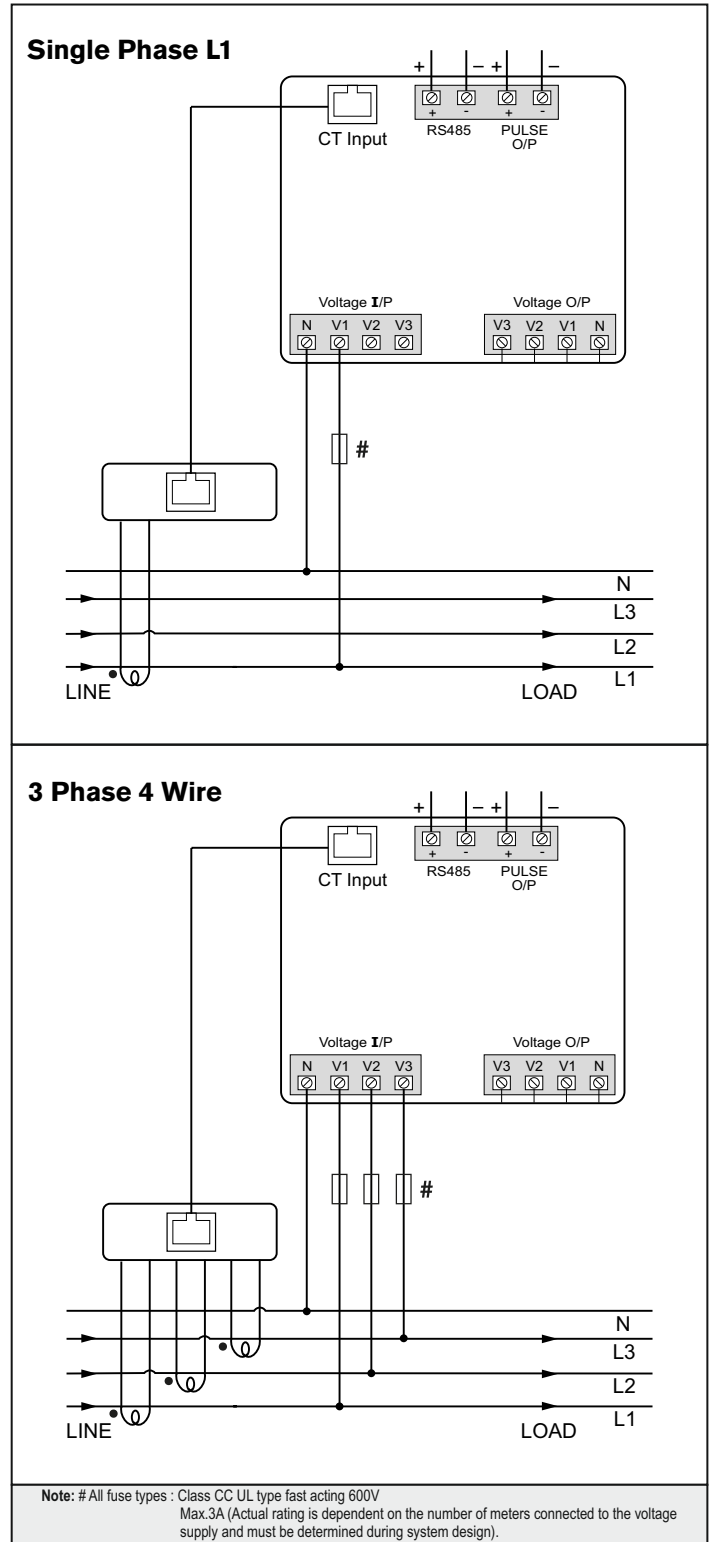 Single Phase L1
+ – + –
+ - + -
CT Input
RS485 PULSE
O/P
Voltage I/P Voltage O/P
N V1 V2 V3 V3 V2 V1 N
#
N
L3
L2
L1
LINE LOAD
3 Phase 4 Wire
+ – + –
+ - + -
CT Input
RS485 PULSE
O/P
Voltage I/P Voltage O/P
N V1 V2 V3 V3 V2 V1 N
#
N
L3
L2
L1
LINE LOAD
Note: # All fuse types : Class CC UL type fast acting 600V
Max.3A (Actual rating is dependent on the number of meters connected to the voltage
supply and must be determined during system design).